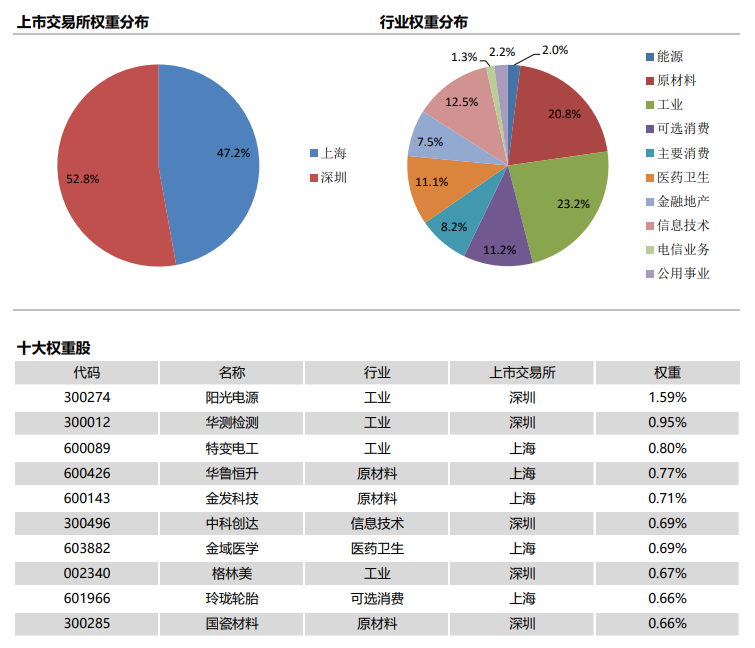 上市交易所权重分布
行业权重分布
47.2%
52.8%
上海
深圳
2.0%
20.8%
23.2%
11.2%
8.2%
11.1%
7.5%
12.5%
1.3%
2.2%
能源
原材料
工业
可选消费
主要消费
医药卫生
金融地产
信息技术
电信业务
公用事业
十大权重股
代码 名称 行业 上市交易所 权重
300274 阳光电源 工业 深圳 1.59%
300012 华测检测 工业 深圳 0.95%
600089 特变电工 工业 上海 0.80%
600426 华鲁恒升 原材料 上海 0.77%
600143 金发科技 原材料 上海 0.71%
300496 中科创达 信息技术 深圳 0.69%
603882 金域医学 医药卫生 上海 0.69%
002340 格林美 工业 深圳 0.67%
601966 玲珑轮胎 可选消费 上海 0.66%
300285 国瓷材料 原材料 深圳 0.66%